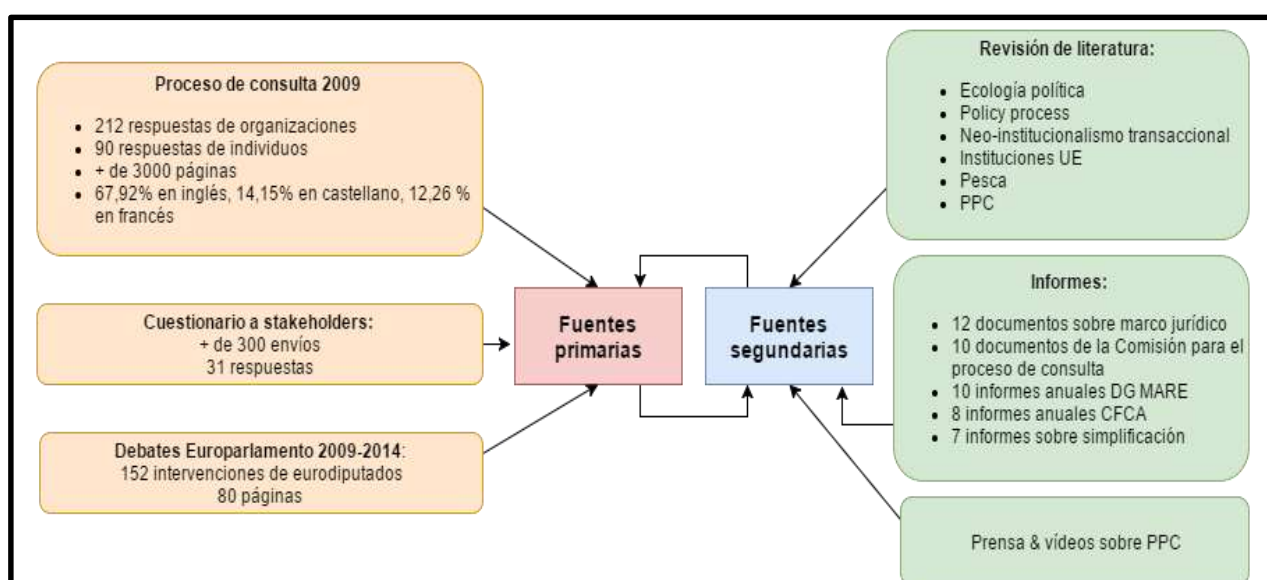 Proceso de consulta 2009
• 212 respuestas de organizaciones
• 90 respuestas de individuos
• + de 3000 páginas
• 67,92% en inglés, 14,15% en castellano, 12,26 %
en francés
Cuestionario a stakeholders:
+ de 300 envíos
31 respuestas
Debates Europarlamento 2009-2014:
152 intervenciones de eurodiputados
80 páginas
Fuentes
primarias
Fuentes
segundarias
Revisión de literatura:
• Ecología política
• Policy process
• Neo-institucionalismo transaccional
• Instituciones UE
• Pesca
• PPC
Informes:
• 12 documentos sobre marco jurídico
• 10 documentos de la Comisión para el
proceso de consulta
• 10 informes anuales DG MARE
• 8 informes anuales CFCA
• 7 informes sobre simplificación
Prensa & vídeos sobre PPC